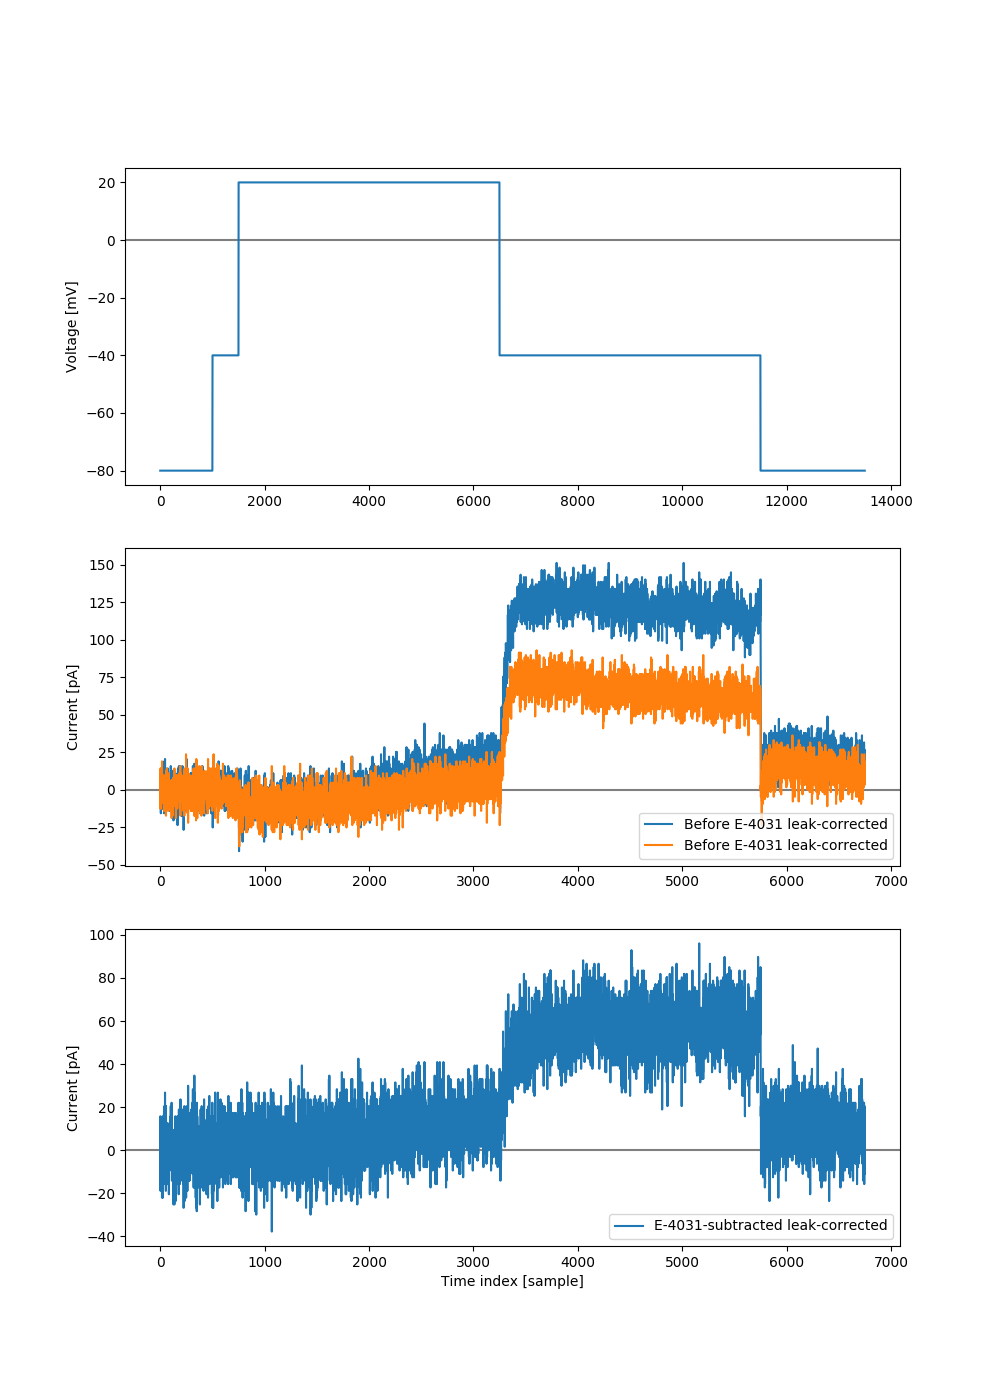 20
0
−20
−40
−60
−80
Voltage [mV]
0 2000 4000 6000 8000 10000 12000 14000
150
125
100
75
50
25
0
−25
−50
Current [pA]
Before E-4031 leak-corrected
Before E-4031 leak-corrected
0 1000 2000 3000 4000 5000 6000 7000
100
80
60
40
20
0
−20
−40
Current [pA]
E-4031-subtracted leak-corrected
0 1000 2000 3000 4000 5000 6000 7000
Time index [sample]